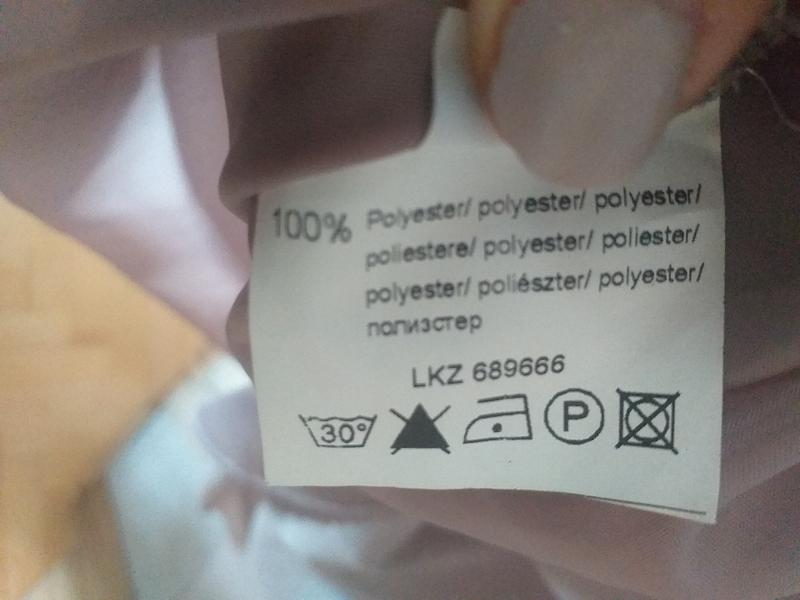 100% Polyester/ polyester/ polyester/
poliestere/ polyester/ poliester/
polyester/ poliészter/ polyester/
полиэстер
LKZ 689666
30° P